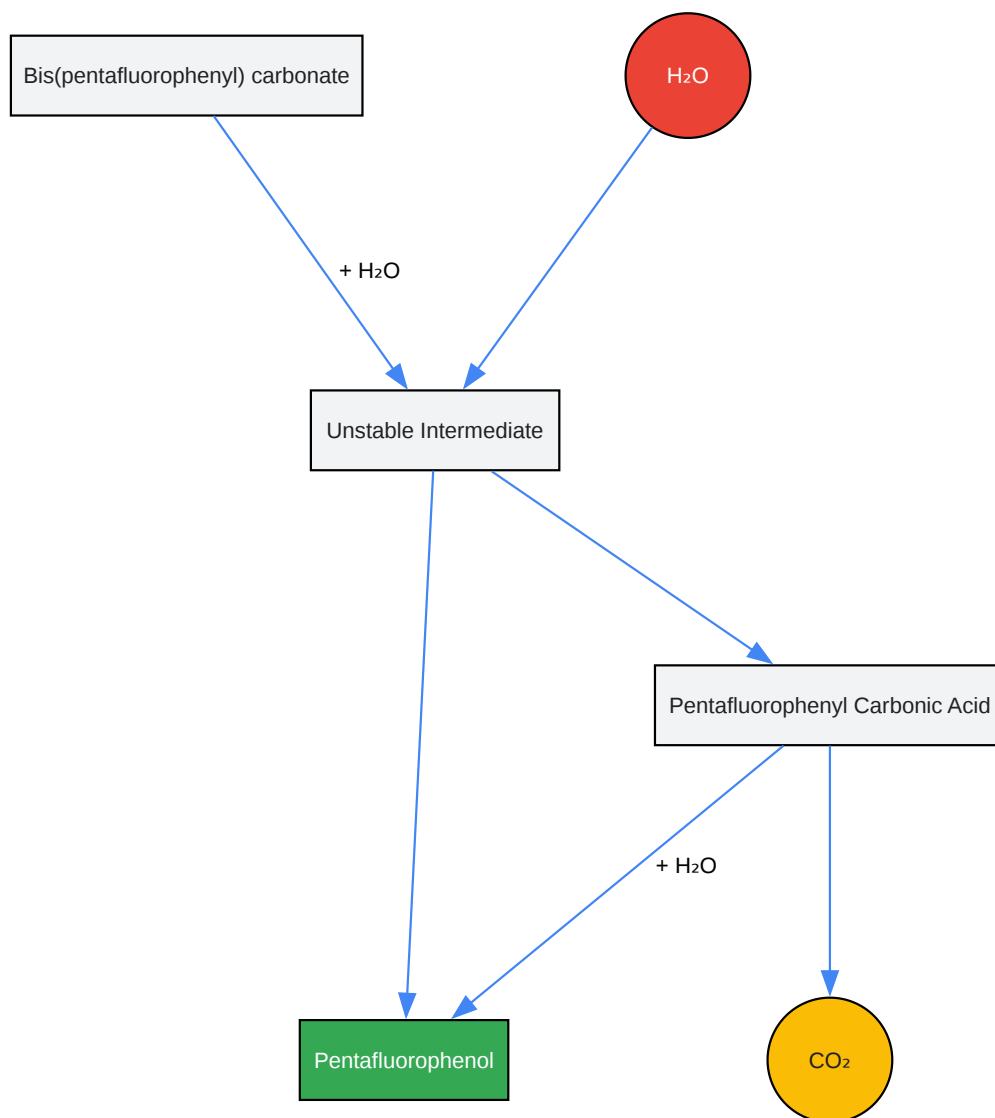 Bis(pentafluorophenyl) carbonate
H₂O
+ H₂O
Unstable Intermediate
Pentafluorophenyl Carbonic Acid
+ H₂O
Pentafluorophenol
CO₂